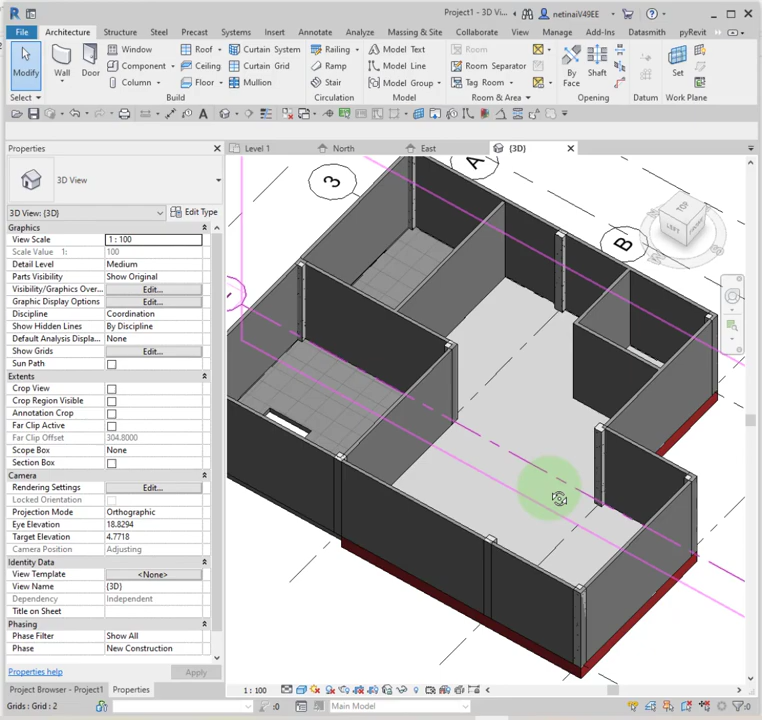 R
Project1 - 3D Vi...
netinaiV49EE
?
File
Architecture
Structure
Steel
Precast
Systems
Insert
Annotate
Analyze
Massing & Site
Collaborate
View
Manage
Add-Ins
Datasmith
pyRevit
Modify
Wall
Door
Window
Component
Column
Roof
Ceiling
Floor
Curtain System
Curtain Grid
Mullion
Railing
Ramp
Stair
Model Text
Model Line
Model Group
Room
Room Separator
Tag Room
By
Face
Shaft
Set
Select
Build
Circulation
Model
Room & Area
Opening
Datum
Work Plane
Properties
Level 1
North
East
{3D}
3D View
3D View: {3D}
Edit Type
Graphics
View Scale
1 : 100
Scale Value 1:
100
Detail Level
Medium
Parts Visibility
Show Original
Visibility/Graphics Over...
Edit...
Graphic Display Options
Edit...
Discipline
Coordination
Show Hidden Lines
By Discipline
Default Analysis Displa...
None
Show Grids
Edit...
Sun Path
Extents
Crop View
Crop Region Visible
Annotation Crop
Far Clip Active
Far Clip Offset
304.8000
Scope Box
None
Section Box
Camera
Rendering Settings
Edit...
Locked Orientation
Projection Mode
Orthographic
Eye Elevation
18.8294
Target Elevation
4.7718
Camera Position
Adjusting
Identity Data
View Template
<None>
View Name
{3D}
Dependency
Independent
Title on Sheet
Phasing
Phase Filter
Show All
Phase
New Construction
Properties help
Apply
Project Browser - Project1
Properties
3
A
B
TOP
LEFT
1 : 100
Grids : Grid : 2
:0
Main Model
:0